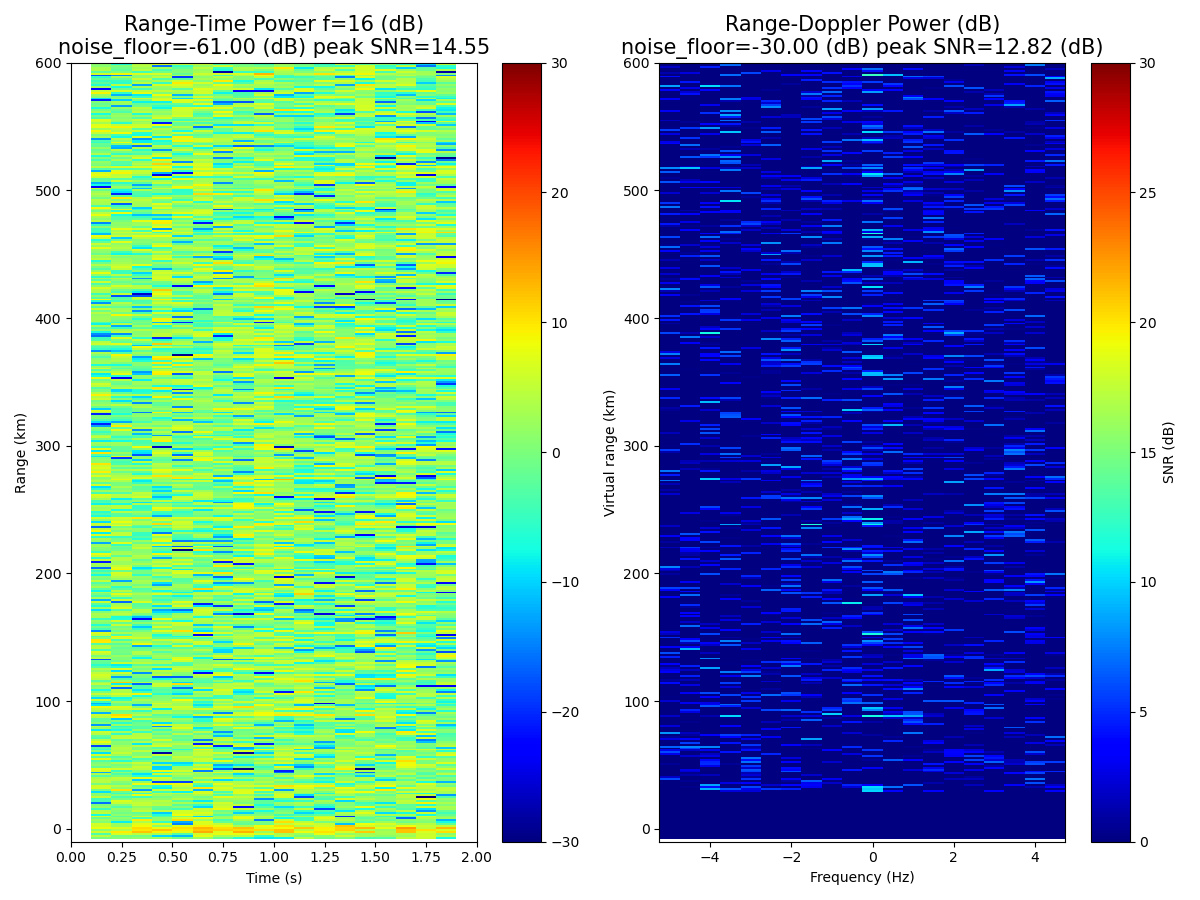 Range-Time Power f=16 (dB)
noise_floor=-61.00 (dB) peak SNR=14.55
600
500
400
300
200
100
0
Range (km)
0.00 0.25 0.50 0.75 1.00 1.25 1.50 1.75 2.00
Time (s)
30
20
10
0
−10
−20
−30
Range-Doppler Power (dB)
noise_floor=-30.00 (dB) peak SNR=12.82 (dB)
600
500
400
300
200
100
0
Virtual range (km)
−4 −2 0 2 4
Frequency (Hz)
30
25
20
15
10
5
0
SNR (dB)